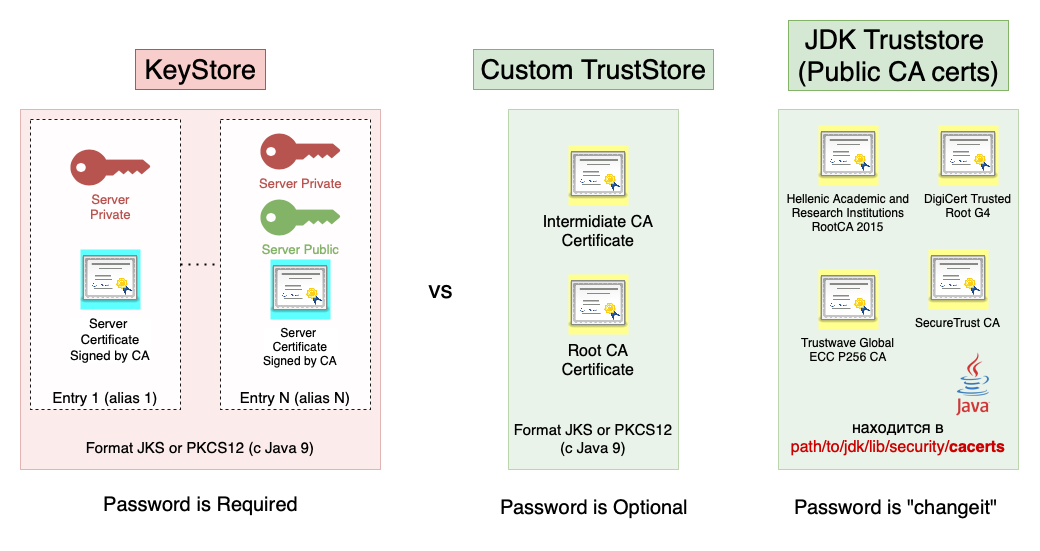 KeyStore
Server
Private
Server Private
Server Public
Server
Certificate
Signed by CA
Server
Certificate
Signed by CA
Entry 1 (alias 1)
.....
Entry N (alias N)
Format JKS or PKCS12 (с Java 9)
Password is Required
vs
Custom TrustStore
Intermidiate CA
Certificate
Root CA
Certificate
Format JKS or PKCS12
(с Java 9)
Password is Optional
JDK Truststore
(Public CA certs)
Hellenic Academic and
Research Institutions
RootCA 2015
DigiCert Trusted
Root G4
Trustwave Global
ECC P256 CA
SecureTrust CA
Java
находится в
path/to/jdk/lib/security/cacerts
Password is "changeit"